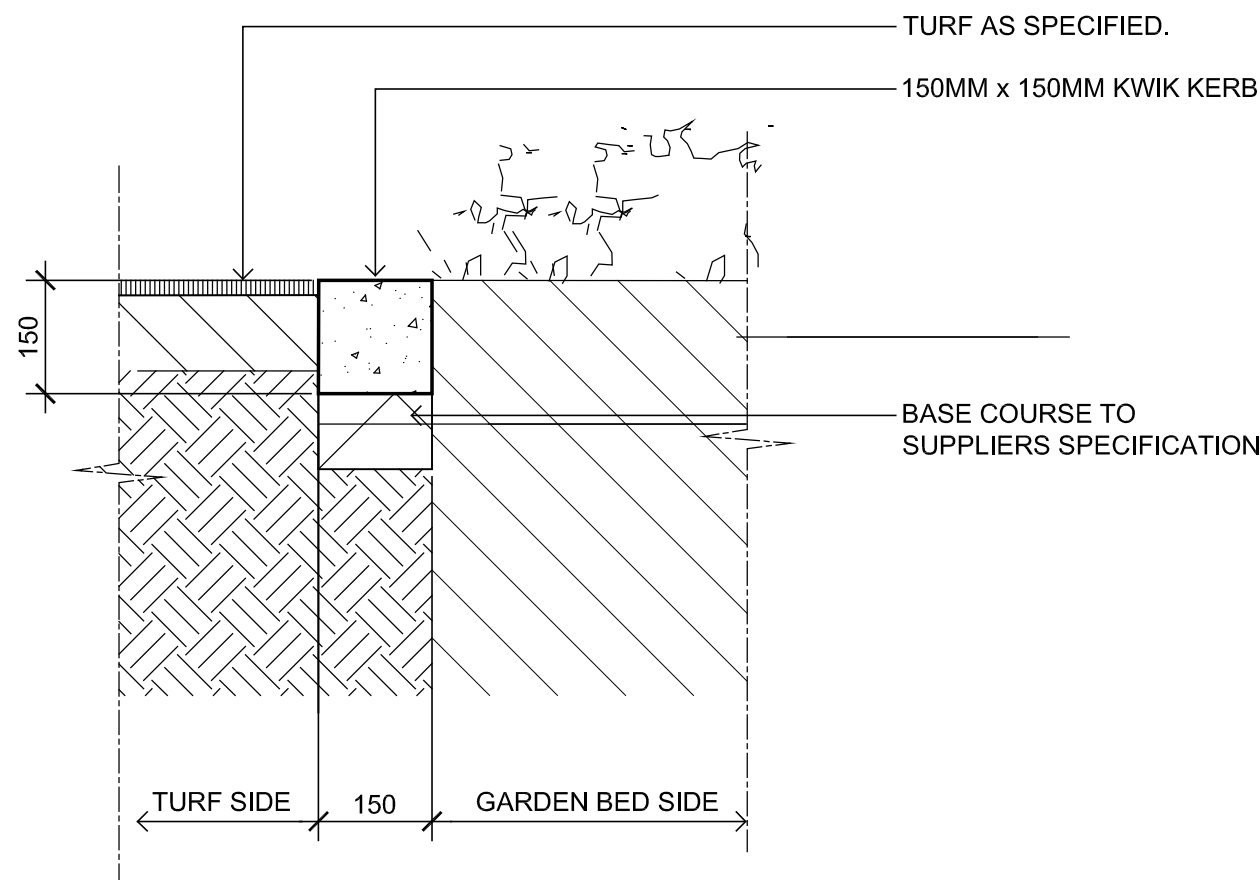 TURF AS SPECIFIED.
150MM x 150MM KWIK KERB
150
BASE COURSE TO
SUPPLIERS SPECIFICATION
TURF SIDE
150
GARDEN BED SIDE